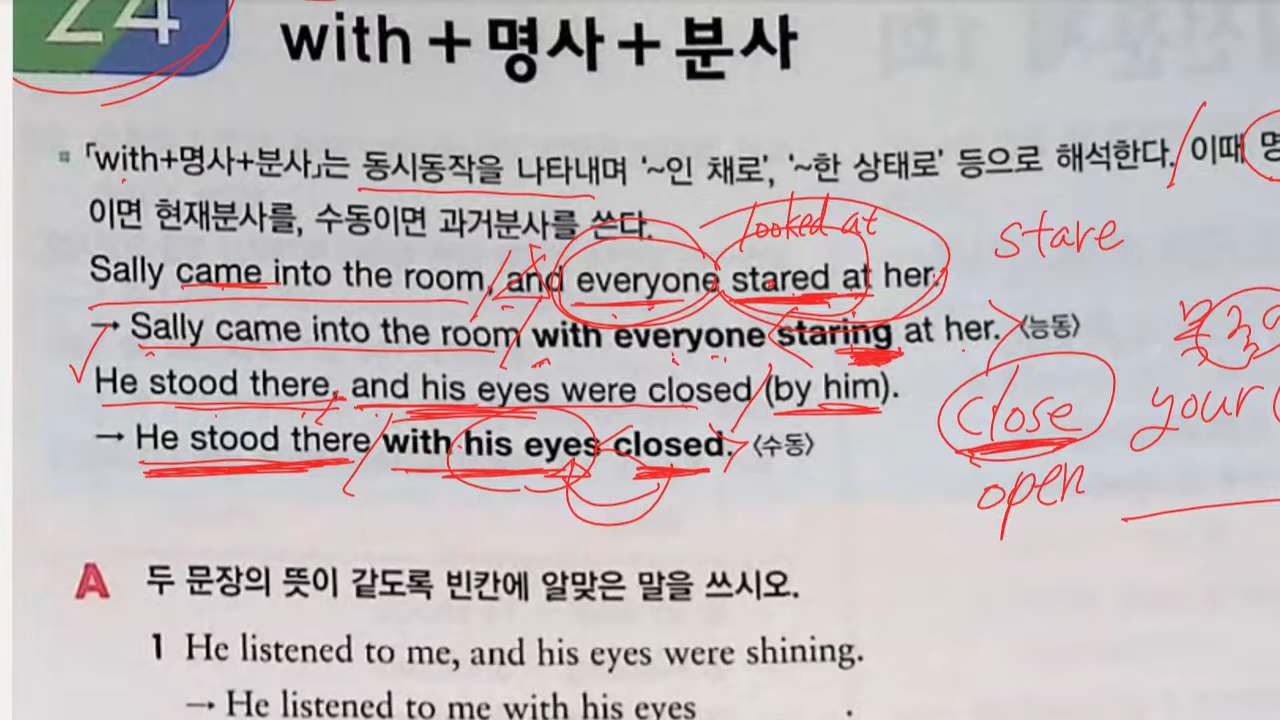 24
with+명사+분사
「with+명사+분사」는 동시동작을 나타내며 '~인 채로', '~한 상태로' 등으로 해석한다. 이때 명
이면 현재분사를, 수동이면 과거분사를 쓴다.
looked at
stare
Sally came into the room, and everyone stared at her.
→ Sally came into the room with everyone staring at her. 〈능동〉
He stood there, and his eyes were closed (by him).
close your
→ He stood there with his eyes closed. 〈수동〉
open
A 두 문장의 뜻이 같도록 빈칸에 알맞은 말을 쓰시오.
1 He listened to me, and his eyes were shining.
→ He listened to me with his eyes .